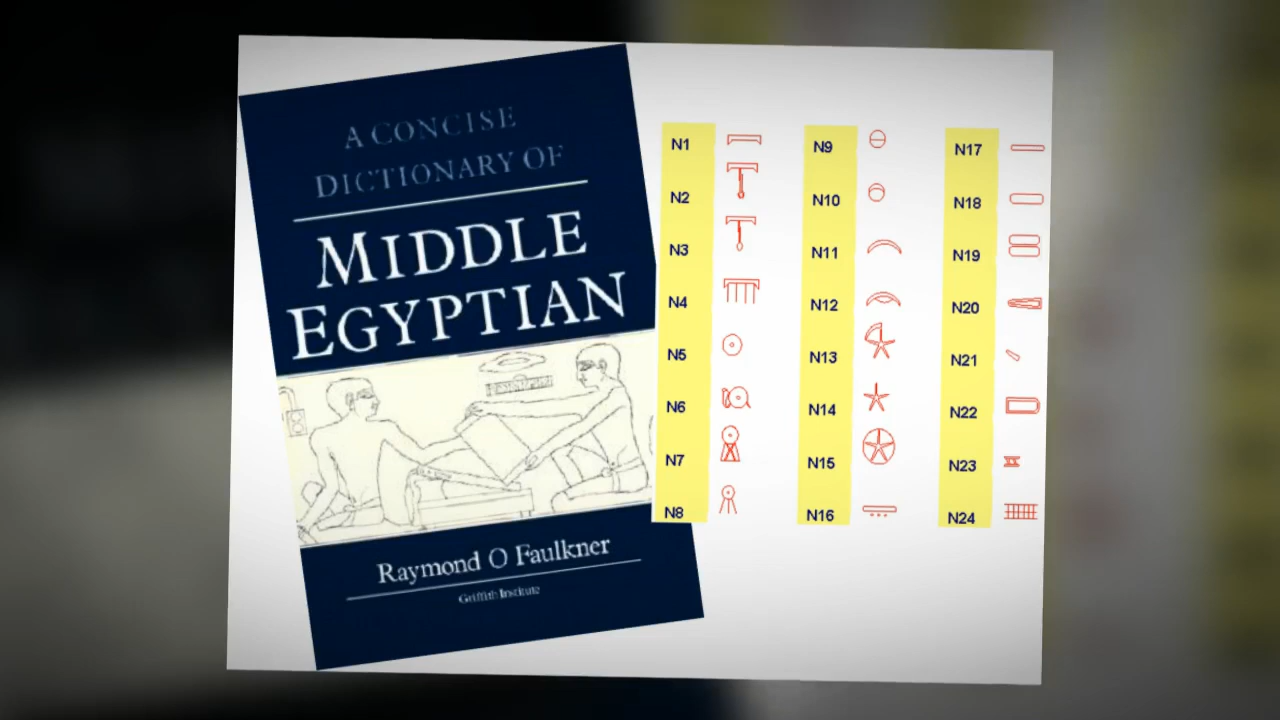 A CONCISE
DICTIONARY OF
MIDDLE
EGYPTIAN
Raymond O Faulkner
Griffith Institute
N1
N2
N3
N4
N5
N6
N7
N8
N9
N10
N11
N12
N13
N14
N15
N16
N17
N18
N19
N20
N21
N22
N23
N24